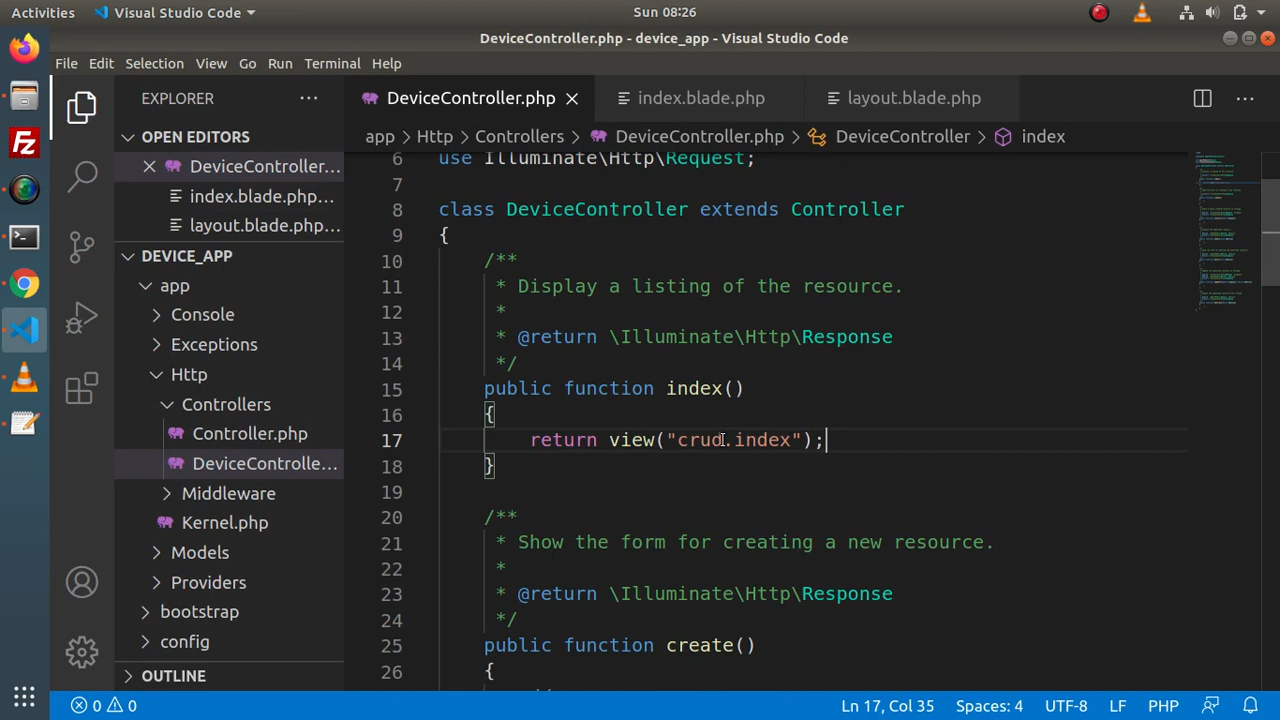 Activities
Visual Studio Code
Sun 08:26
DeviceController.php - device_app - Visual Studio Code
File Edit Selection View Go Run Terminal Help
EXPLORER
OPEN EDITORS
DeviceController...
index.blade.php...
layout.blade.php...
DEVICE_APP
app
Console
Exceptions
Http
Controllers
Controller.php
DeviceControlle...
Middleware
Kernel.php
Models
Providers
bootstrap
config
OUTLINE
DeviceController.php
index.blade.php
layout.blade.php
app > Http > Controllers > DeviceController.php > DeviceController > index
6 use Illuminate\Http\Request;
7
8 class DeviceController extends Controller
9 {
10 /**
11 * Display a listing of the resource.
12 *
13 * @return \Illuminate\Http\Response
14 */
15 public function index()
16 {
17 return view("crud.index");
18 }
19
20 /**
21 * Show the form for creating a new resource.
22 *
23 * @return \Illuminate\Http\Response
24 */
25 public function create()
26 {
0 0
Ln 17, Col 35 Spaces: 4 UTF-8 LF PHP